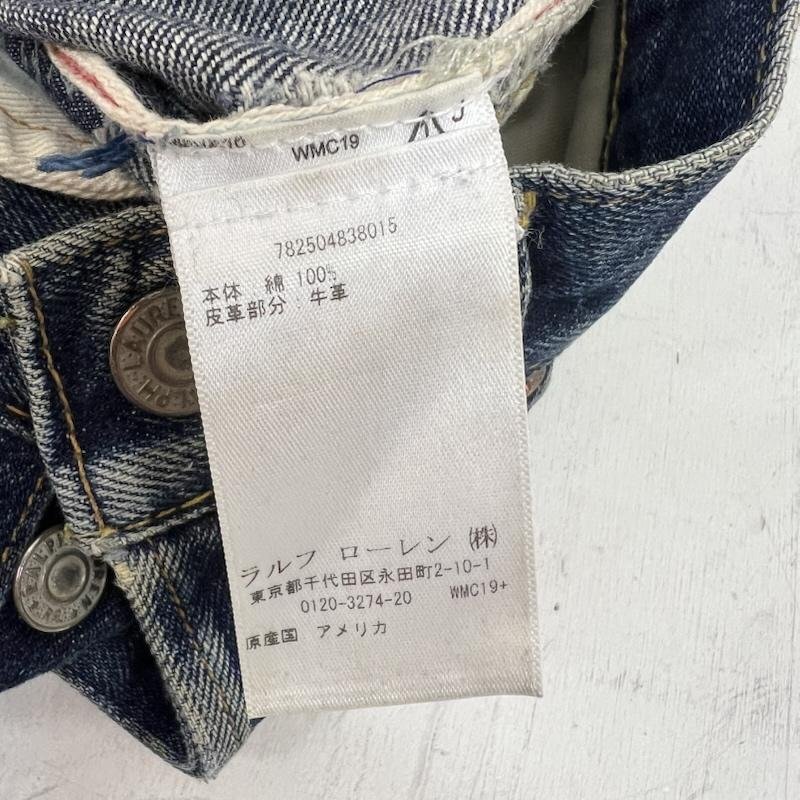 WMC19
782504838015
本体 綿 100%
皮革部分：牛革
ラルフ ローレン ㈱
東京都千代田区永田町2-10-1
0120-3274-20 WMC19+
原産国 アメリカ